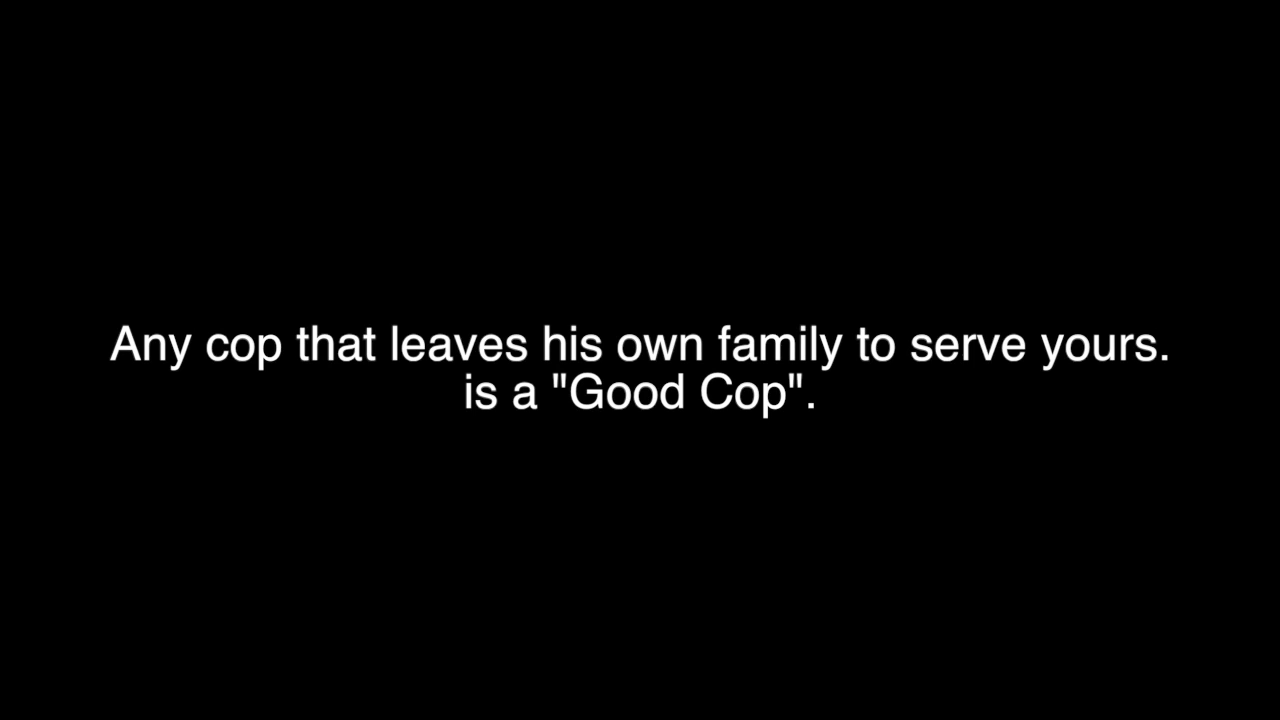 Any cop that leaves his own family to serve yours.
is a "Good Cop".